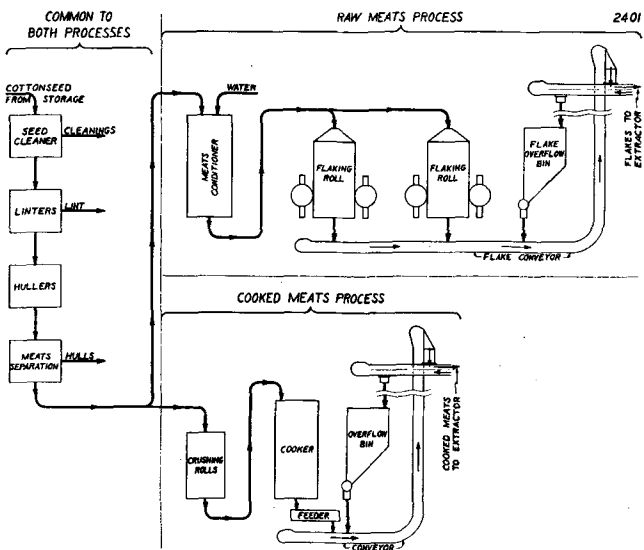 COMMON TO
BOTH PROCESSES
RAW MEATS PROCESS
2401
COTTONSEED
FROM STORAGE
SEED
CLEANER
CLEANINGS
LINTERS
LINT
HULLERS
MEATS
SEPARATION
HULLS
WATER
MEATS
CONDITIONER
FLAKING
ROLL
FLAKING
ROLL
FLAKE
OVERFLOW
BIN
FLAKES TO
EXTRACTOR
FLAKE CONVEYOR
COOKED MEATS PROCESS
CRUSHING
ROLLS
COOKER
FEEDER
OVERFLOW
BIN
COOKED MEATS
TO EXTRACTOR
CONVEYOR